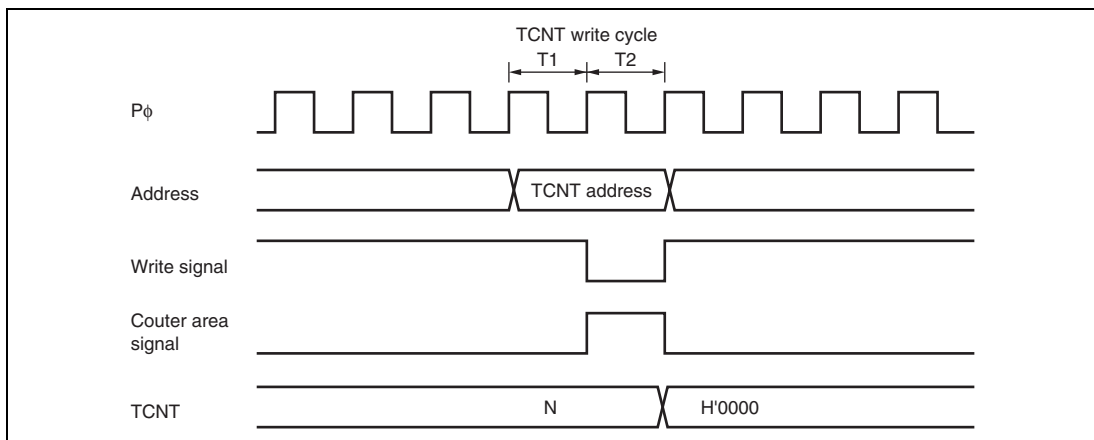 TCNT write cycle
T1 T2
Pϕ
Address
TCNT address
Write signal
Couter area
signal
TCNT
N
H'0000